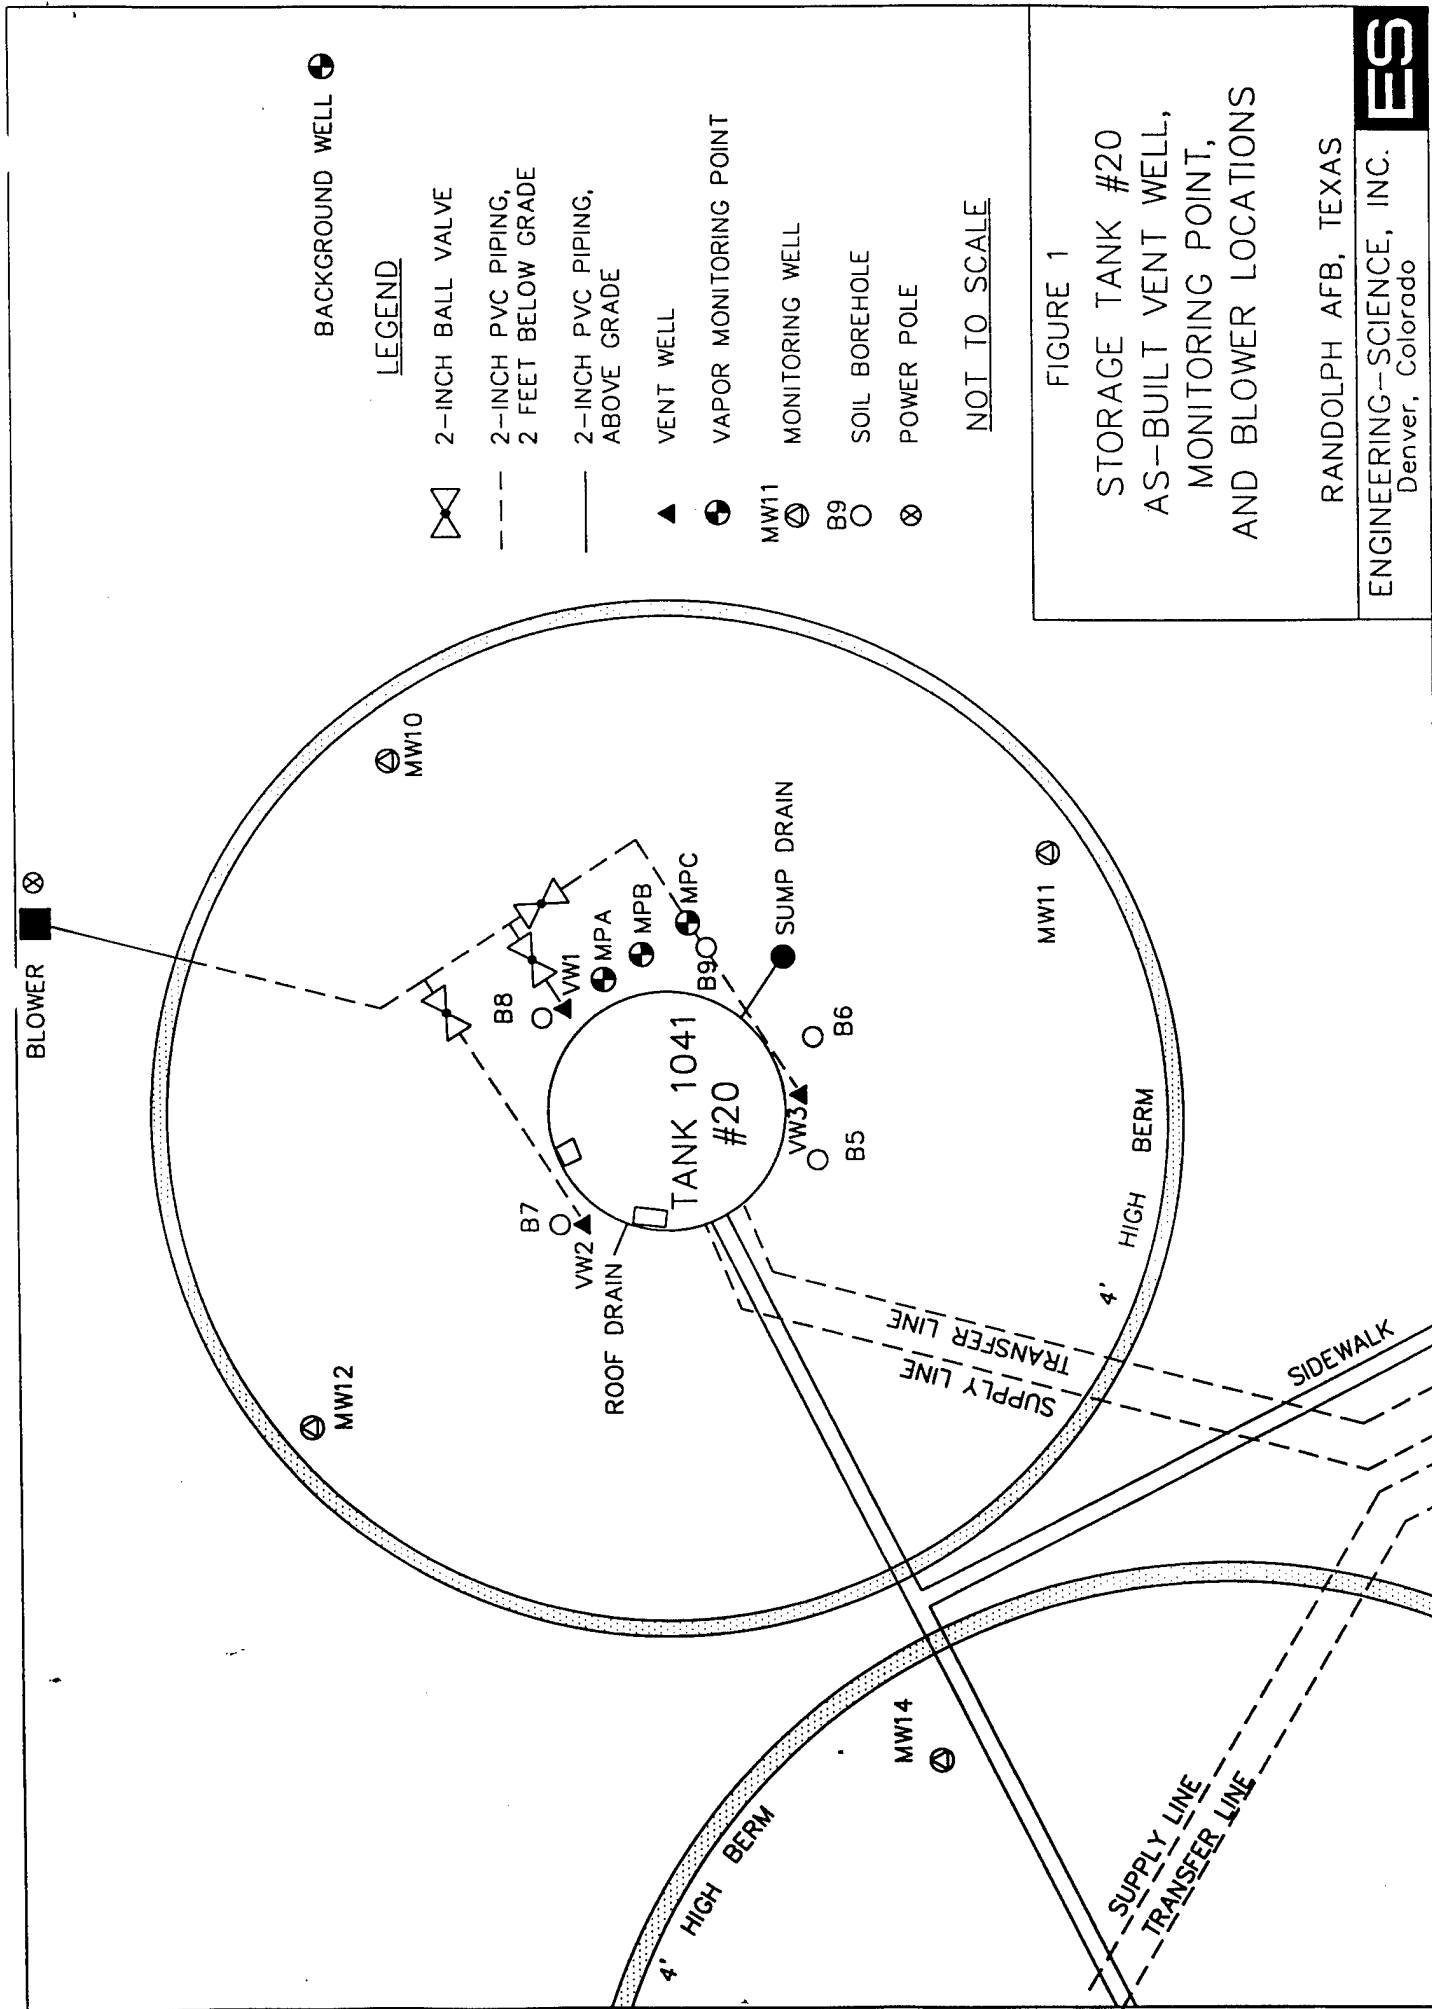 BACKGROUND WELL
LEGEND
2-INCH BALL VALVE
2-INCH PVC PIPING,
2 FEET BELOW GRADE
2-INCH PVC PIPING,
ABOVE GRADE
VENT WELL
VAPOR MONITORING POINT
MW11
MONITORING WELL
B9
SOIL BOREHOLE
POWER POLE
NOT TO SCALE
BLOWER
MW10
MW12
B8
VW1
MPA
MPB
MPC
B9
SUMP DRAIN
B7
VW2
ROOF DRAIN
TANK 1041
#20
VW3
B6
B5
MW11
4' HIGH BERM
TRANSFER LINE
SUPPLY LINE
SIDEWALK
MW14
4' HIGH BERM
SUPPLY LINE
TRANSFER LINE
FIGURE 1
STORAGE TANK #20
AS-BUILT VENT WELL,
MONITORING POINT,
AND BLOWER LOCATIONS
RANDOLPH AFB, TEXAS
ENGINEERING-SCIENCE, INC.
Denver, Colorado
ES